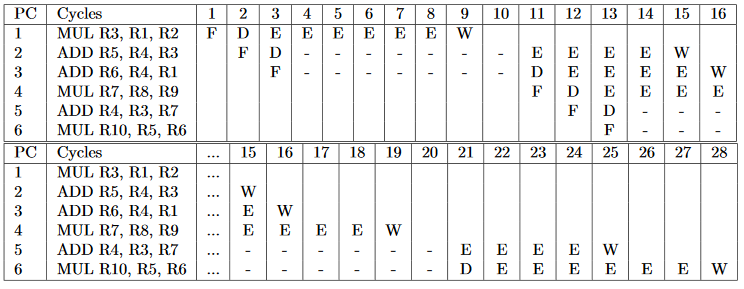 PC Cycles 1 2 3 4 5 6 7 8 9 10 11 12 13 14 15 16
1 MUL R3, R1, R2 F D E E E E E E W
2 ADD R5, R4, R3 F D - - - - - - - E E E E W
3 ADD R6, R4, R1 F - - - - - - - D E E E E W
4 MUL R7, R8, R9 F D E E E E
5 ADD R4, R3, R7 F D - - -
6 MUL R10, R5, R6 F - - -
PC Cycles ... 15 16 17 18 19 20 21 22 23 24 25 26 27 28
1 MUL R3, R1, R2 ...
2 ADD R5, R4, R3 ... W
3 ADD R6, R4, R1 ... E W
4 MUL R7, R8, R9 ... E E E E W
5 ADD R4, R3, R7 ... - - - - - - E E E E W
6 MUL R10, R5, R6 ... - - - - - - D E E E E E E W